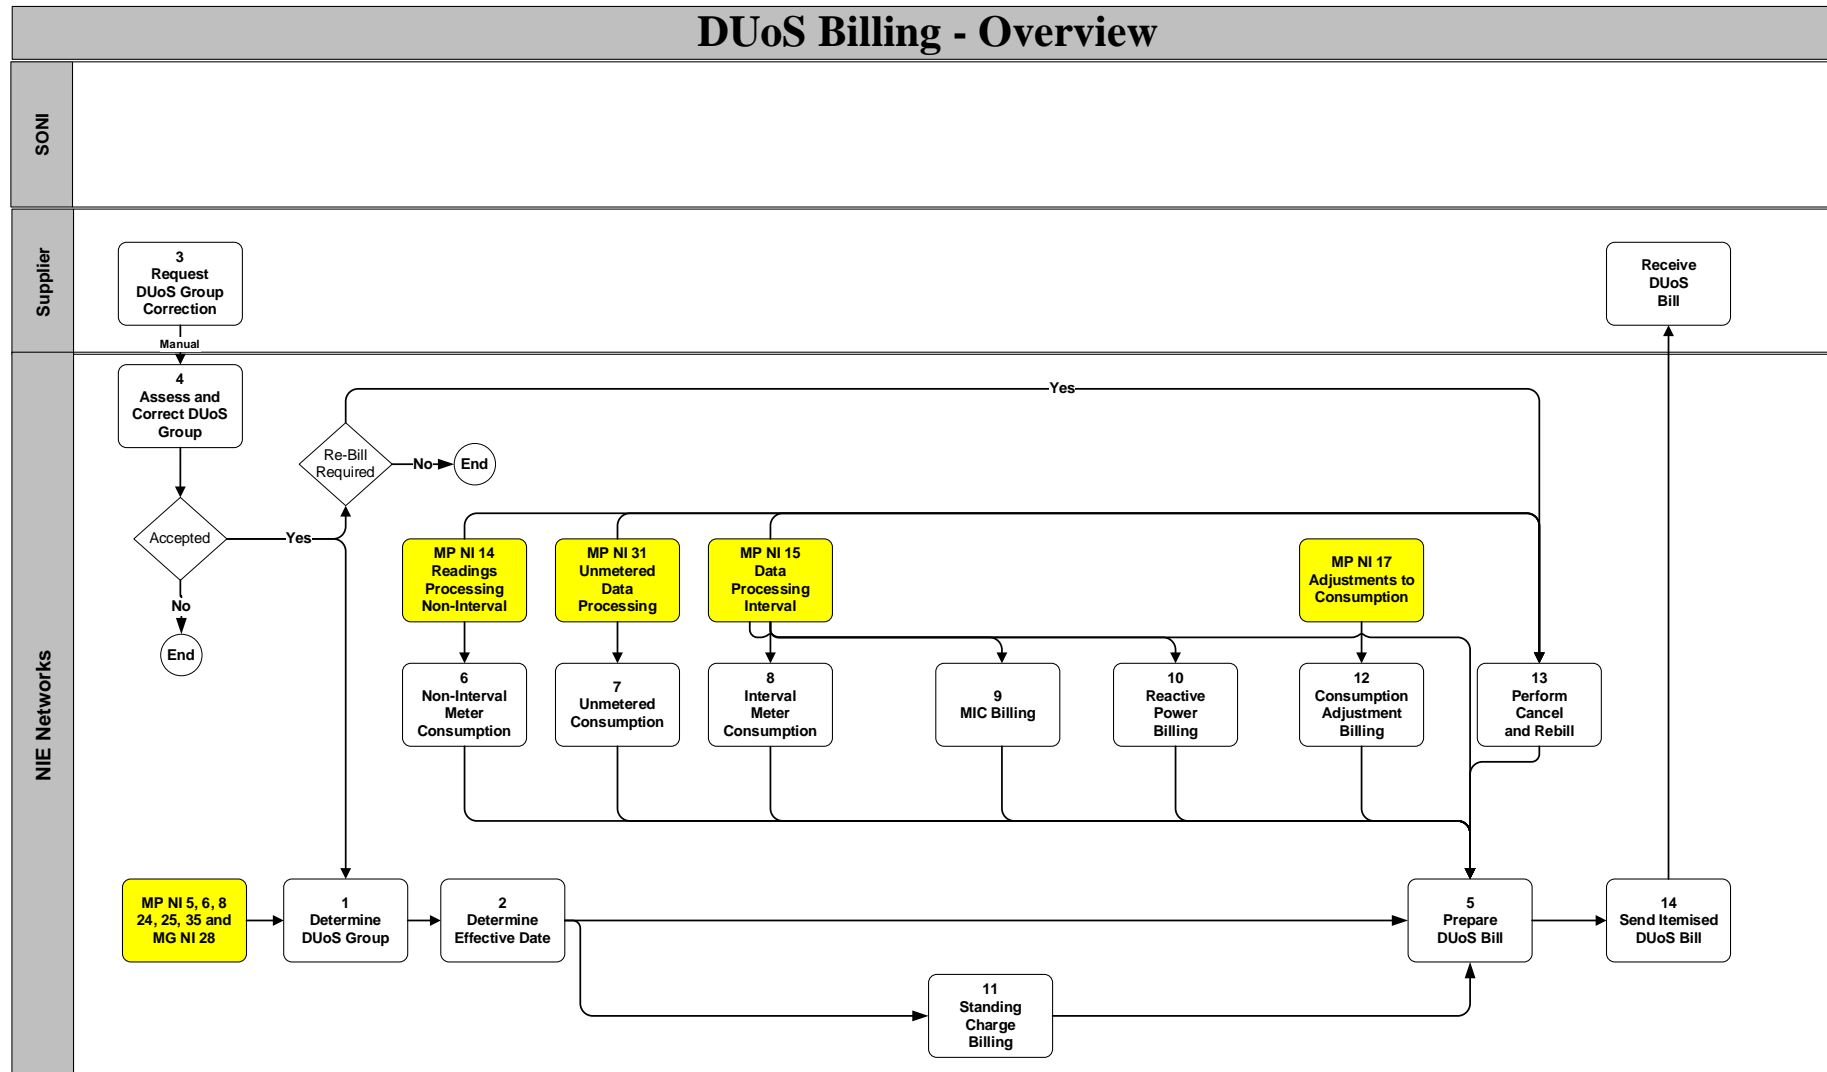 DUoS Billing - Overview
SONI
Supplier
3
Request
DUoS Group
Correction
Receive
DUoS
Bill
Manual
NIE Networks
4
Assess and
Correct DUoS
Group
Yes
Re-Bill
Required
No
End
Accepted
Yes
No
End
MP NI 14
Readings
Processing
Non-Interval
MP NI 31
Unmetered
Data
Processing
MP NI 15
Data
Processing
Interval
MP NI 17
Adjustments to
Consumption
6
Non-Interval
Meter
Consumption
7
Unmetered
Consumption
8
Interval
Meter
Consumption
9
MIC Billing
10
Reactive
Power
Billing
12
Consumption
Adjustment
Billing
13
Perform
Cancel
and Rebill
MP NI 5, 6, 8
24, 25, 35 and
MG NI 28
1
Determine
DUoS Group
2
Determine
Effective Date
5
Prepare
DUoS Bill
14
Send Itemised
DUoS Bill
11
Standing
Charge
Billing